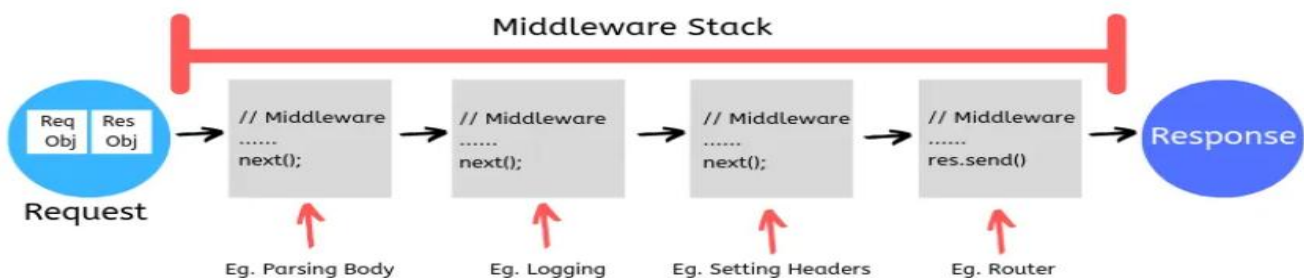 Middleware Stack
Req
Obj
Res
Obj
Request
// Middleware
......
next();
// Middleware
......
next();
// Middleware
......
next();
// Middleware
......
res.send()
Response
Eg. Parsing Body
Eg. Logging
Eg. Setting Headers
Eg. Router